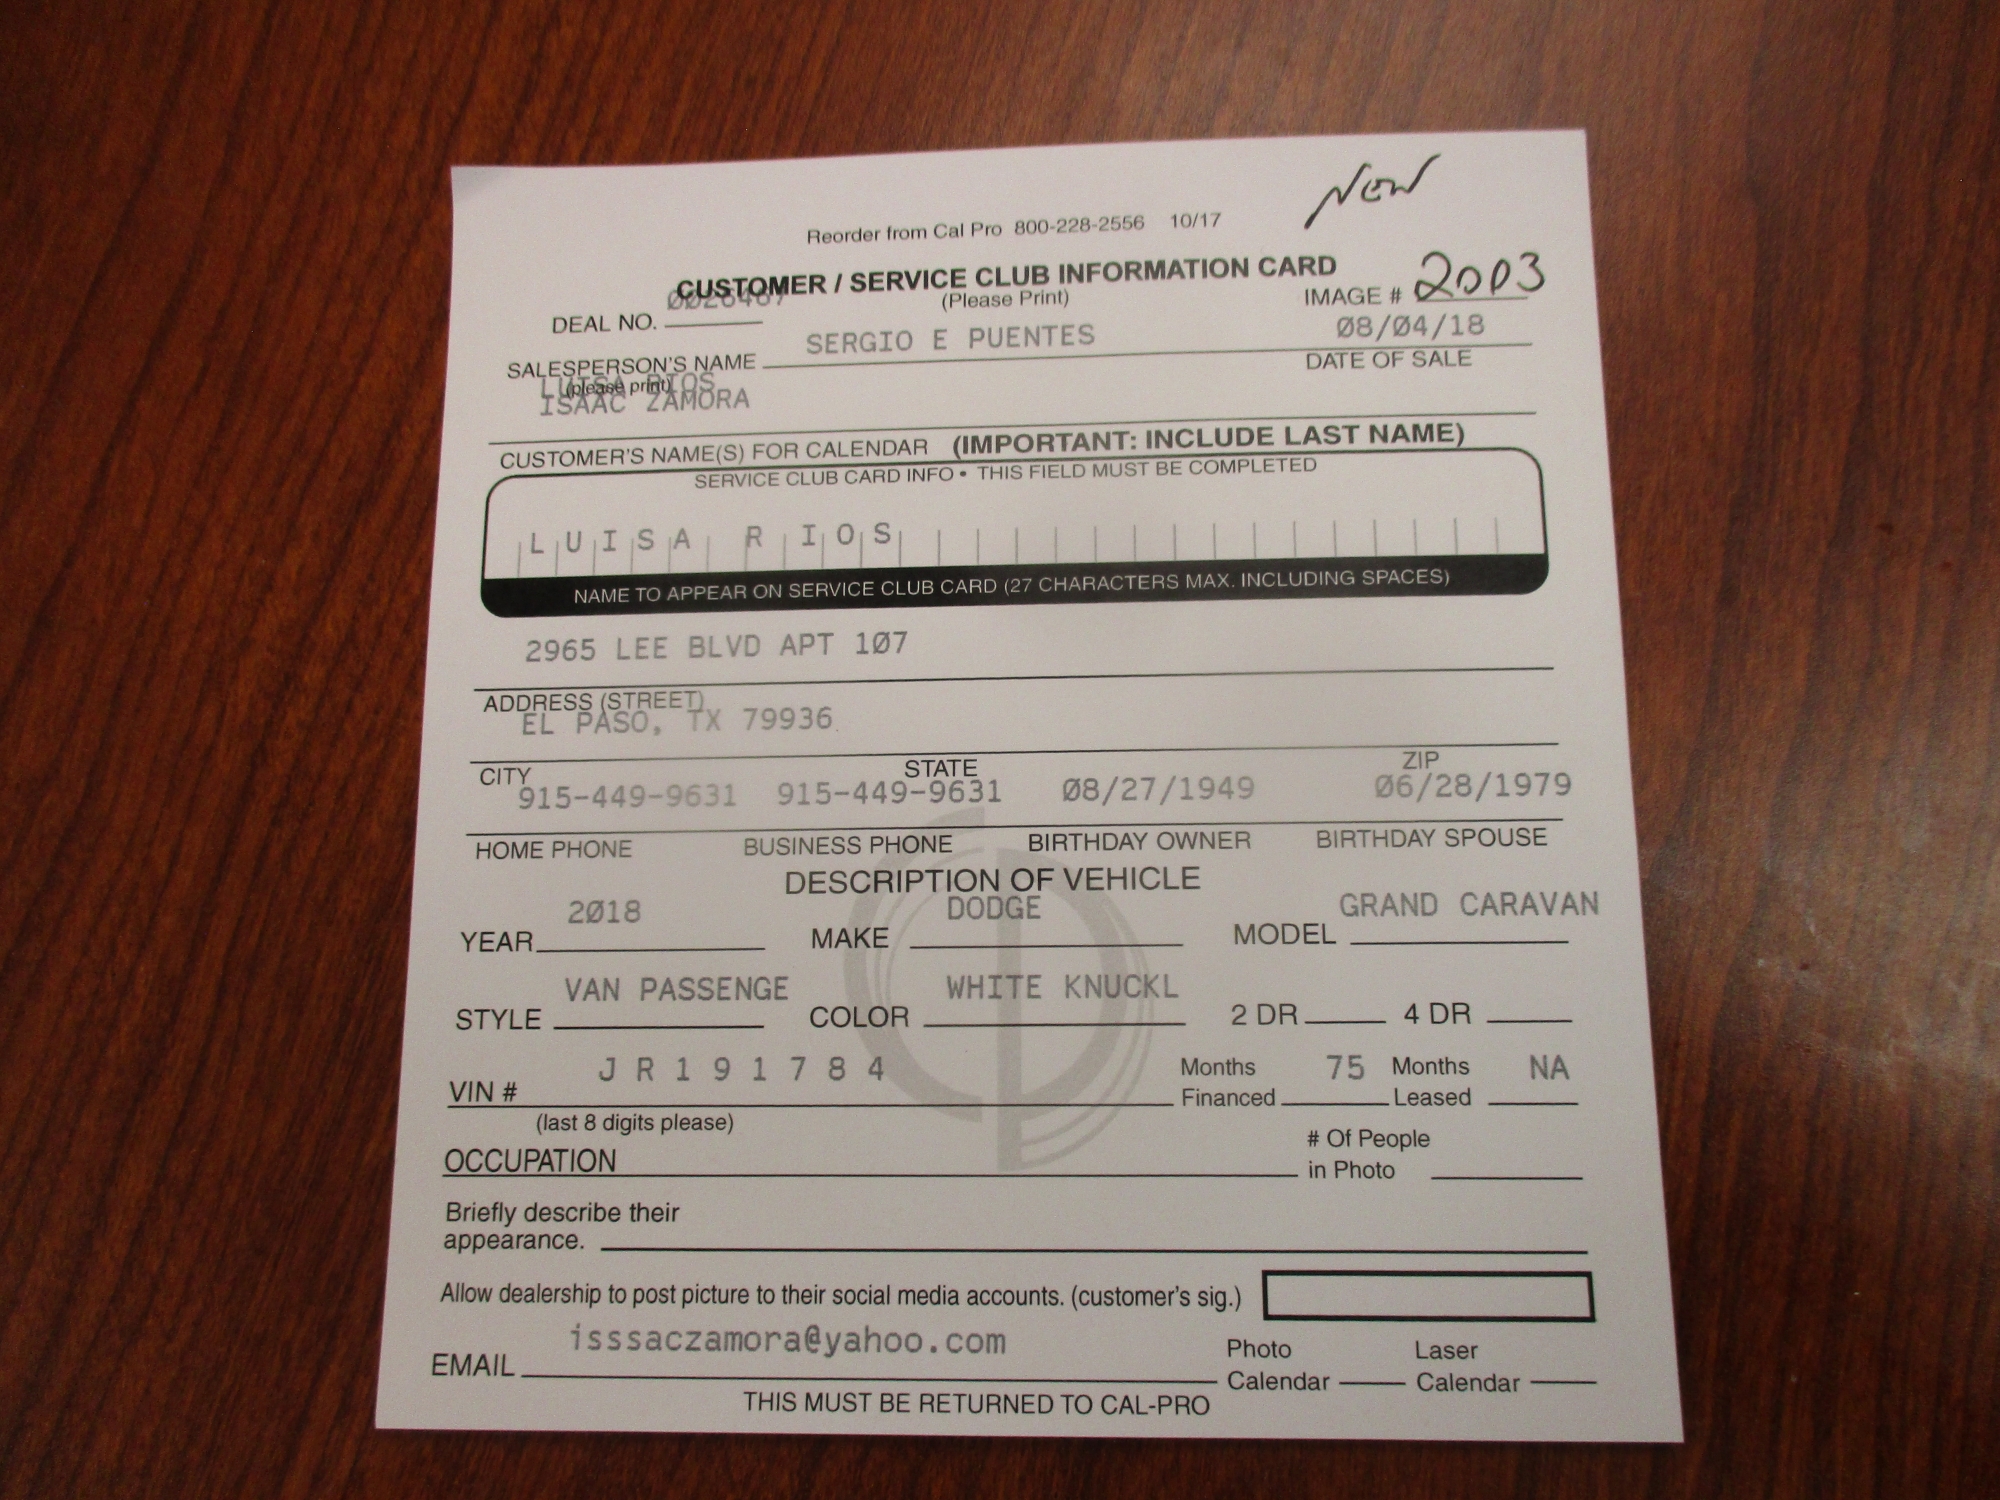 NEW
Reorder from Cal Pro 800-228-2556 10/17
CUSTOMER / SERVICE CLUB INFORMATION CARD
(Please Print)
IMAGE # 2003
DEAL NO.
SERGIO E PUENTES 08/04/18
SALESPERSON'S NAME DATE OF SALE
(please print)
LUISA RIOS
ISAAC ZAMORA
CUSTOMER'S NAME(S) FOR CALENDAR (IMPORTANT: INCLUDE LAST NAME)
SERVICE CLUB CARD INFO • THIS FIELD MUST BE COMPLETED
LUISA RIOS
NAME TO APPEAR ON SERVICE CLUB CARD (27 CHARACTERS MAX. INCLUDING SPACES)
2965 LEE BLVD APT 107
ADDRESS (STREET)
EL PASO, TX 79936
CITY STATE ZIP
915-449-9631 915-449-9631 08/27/1949 06/28/1979
HOME PHONE BUSINESS PHONE BIRTHDAY OWNER BIRTHDAY SPOUSE
DESCRIPTION OF VEHICLE
YEAR 2018 MAKE DODGE MODEL GRAND CARAVAN
STYLE VAN PASSENGE COLOR WHITE KNUCKL 2 DR 4 DR
VIN # JR191784 Months Financed 75 Months Leased NA
(last 8 digits please)
OCCUPATION # Of People in Photo
Briefly describe their
appearance.
Allow dealership to post picture to their social media accounts. (customer's sig.)
EMAIL isssaczamora@yahoo.com Photo Calendar Laser Calendar
THIS MUST BE RETURNED TO CAL-PRO